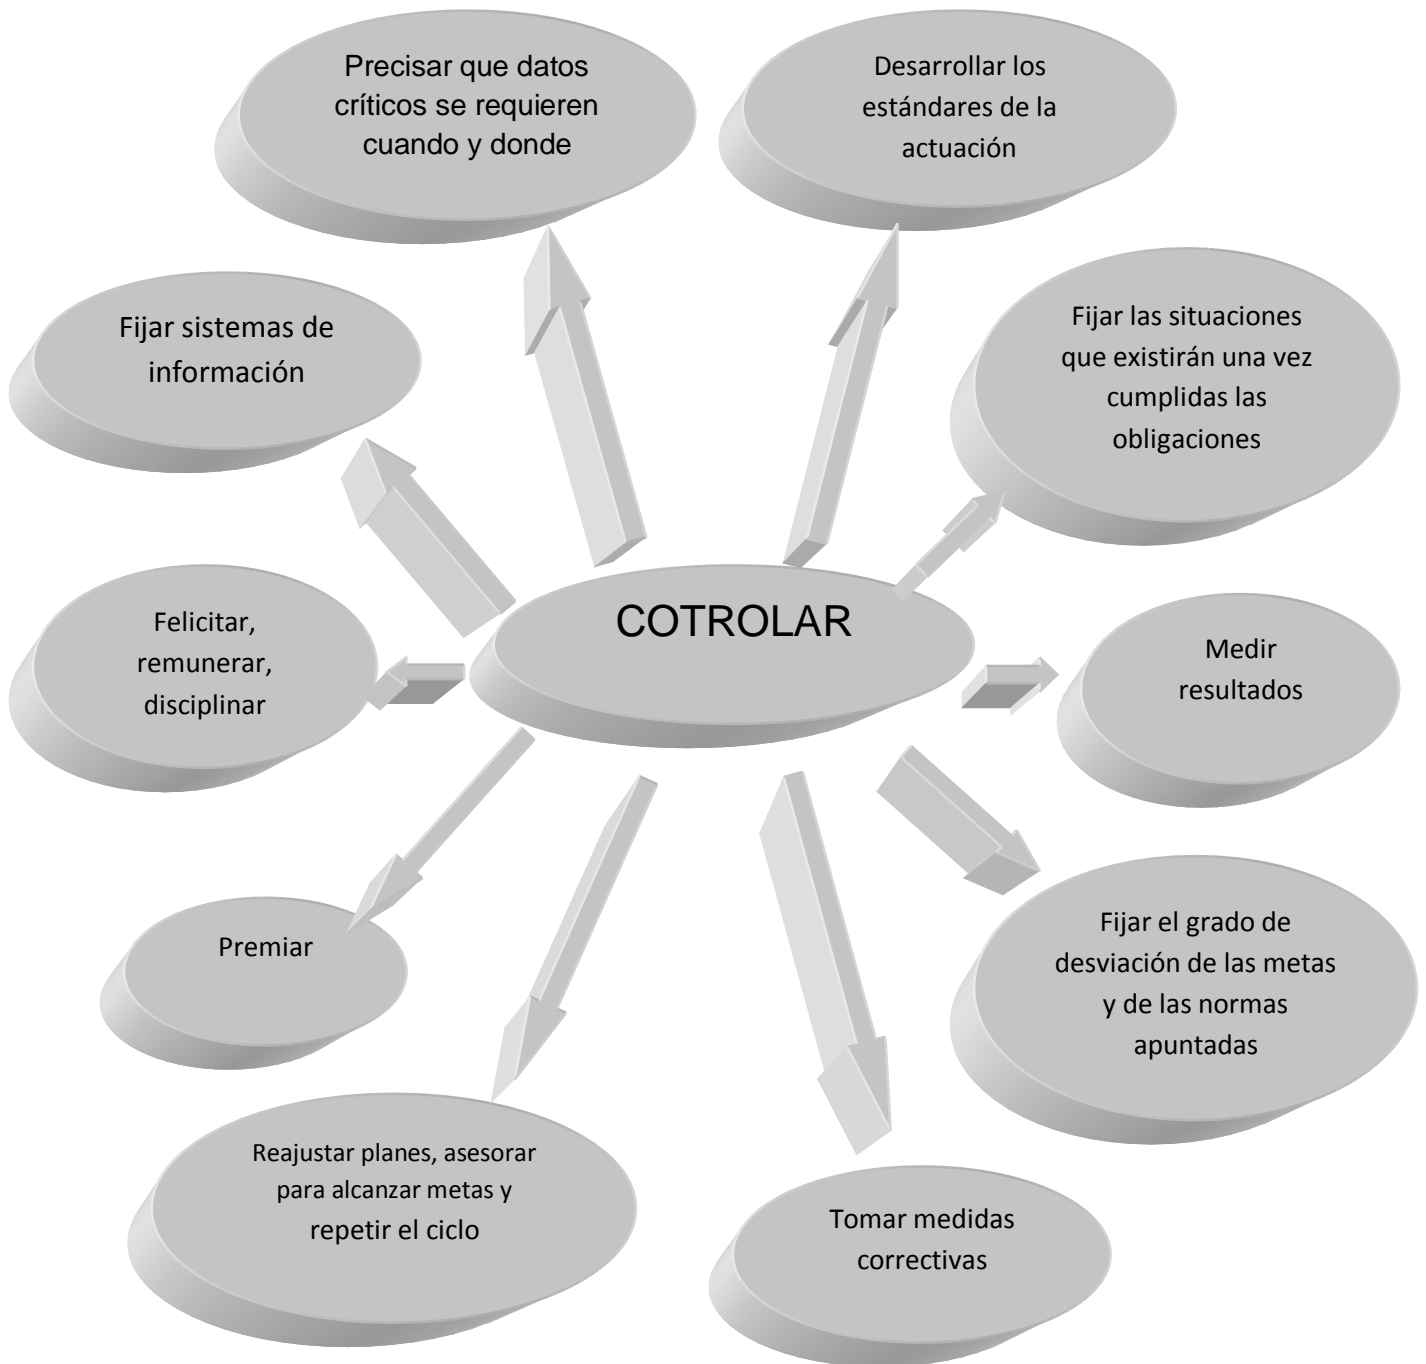 Precisar que datos
críticos se requieren
cuando y donde
Desarrollar los
estándares de la
actuación
Fijar sistemas de
información
Fijar las situaciones
que existirán una vez
cumplidas las
obligaciones
Felicitar,
remunerar,
disciplinar
COTROLAR
Medir
resultados
Premiar
Fijar el grado de
desviación de las metas
y de las normas
apuntadas
Reajustar planes, asesorar
para alcanzar metas y
repetir el ciclo
Tomar medidas
correctivas